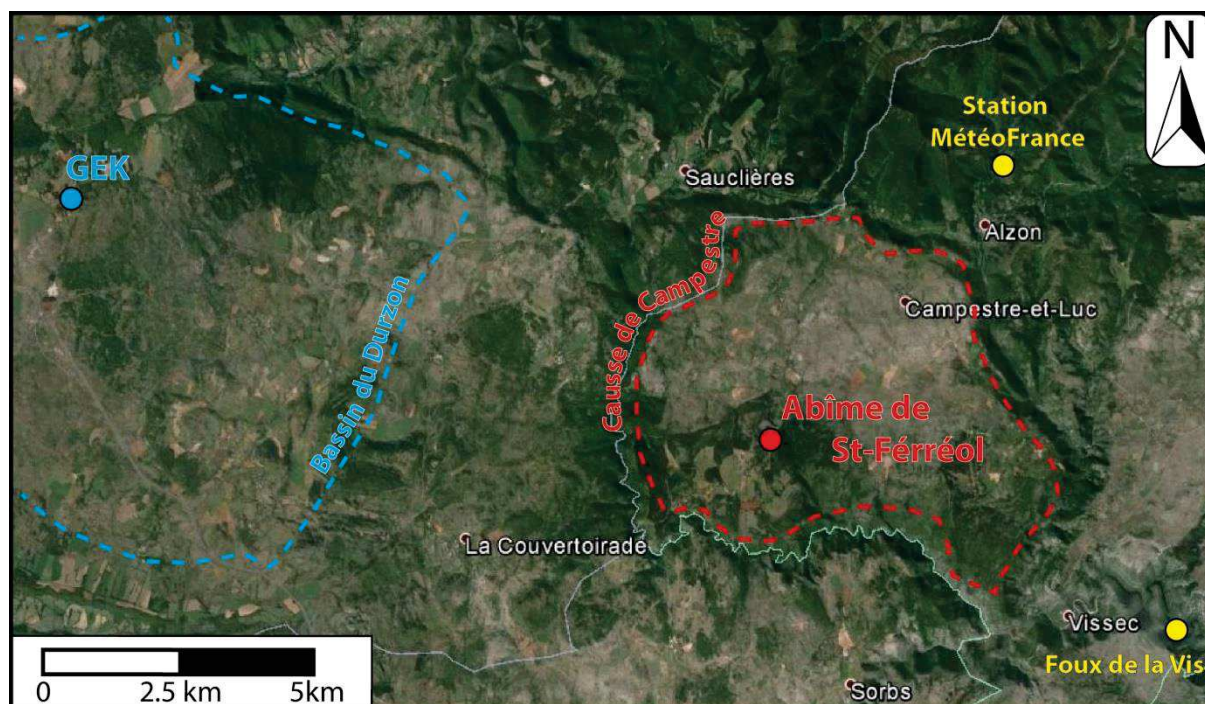 N
Station
MétéoFrance
GEK
Sauclières
Alzon
Causse de Campestre
Campestre-et-Luc
Bassin du Durzon
Abîme de
St-Férréol
La Couvertoirade
Vissec
Foux de la Vis
Sorbs
0 2.5 km 5km